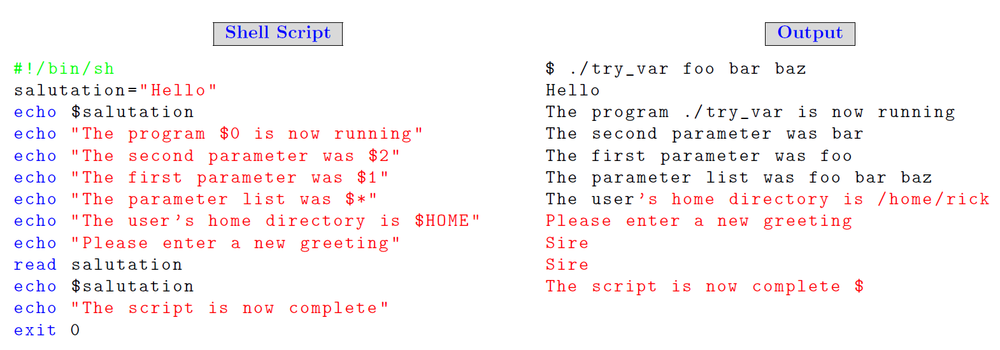 Shell Script
#!/bin/sh
salutation="Hello"
echo $salutation
echo "The program $0 is now running"
echo "The second parameter was $2"
echo "The first parameter was $1"
echo "The parameter list was $*"
echo "The user’s home directory is $HOME"
echo "Please enter a new greeting"
read salutation
echo $salutation
echo "The script is now complete"
exit 0
Output
$ ./try_var foo bar baz
Hello
The program ./try_var is now running
The second parameter was bar
The first parameter was foo
The parameter list was foo bar baz
The user’s home directory is /home/rick
Please enter a new greeting
Sire
Sire
The script is now complete $